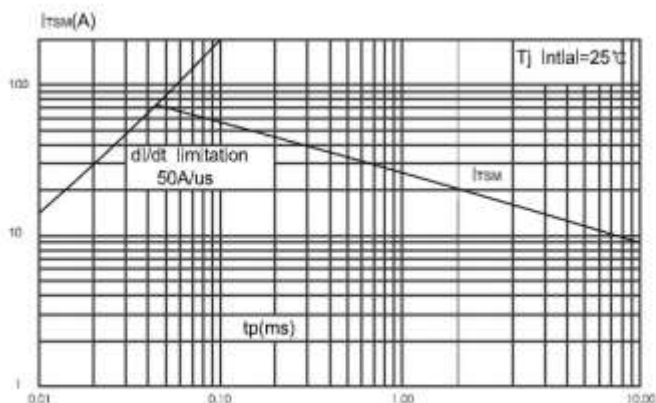 ITSM(A)
Tj Intlal=25℃
100
dI/dt limitation
50A/us
ITSM
10
tp(ms)
1
0.01 0.10 1.00 10.00